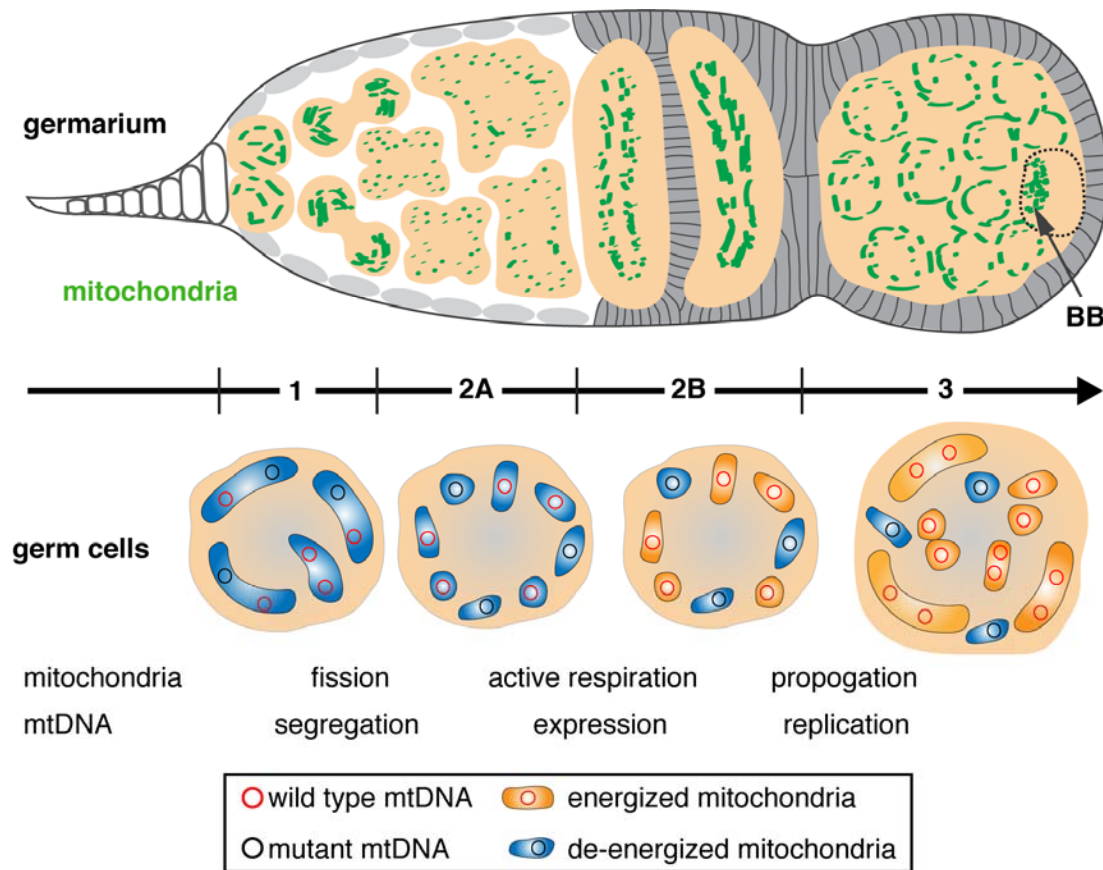 germarium
mitochondria
BB
1 2A 2B 3
germ cells
mitochondria fission active respiration propogation
mtDNA segregation expression replication
wild type mtDNA energized mitochondria
mutant mtDNA de-energized mitochondria